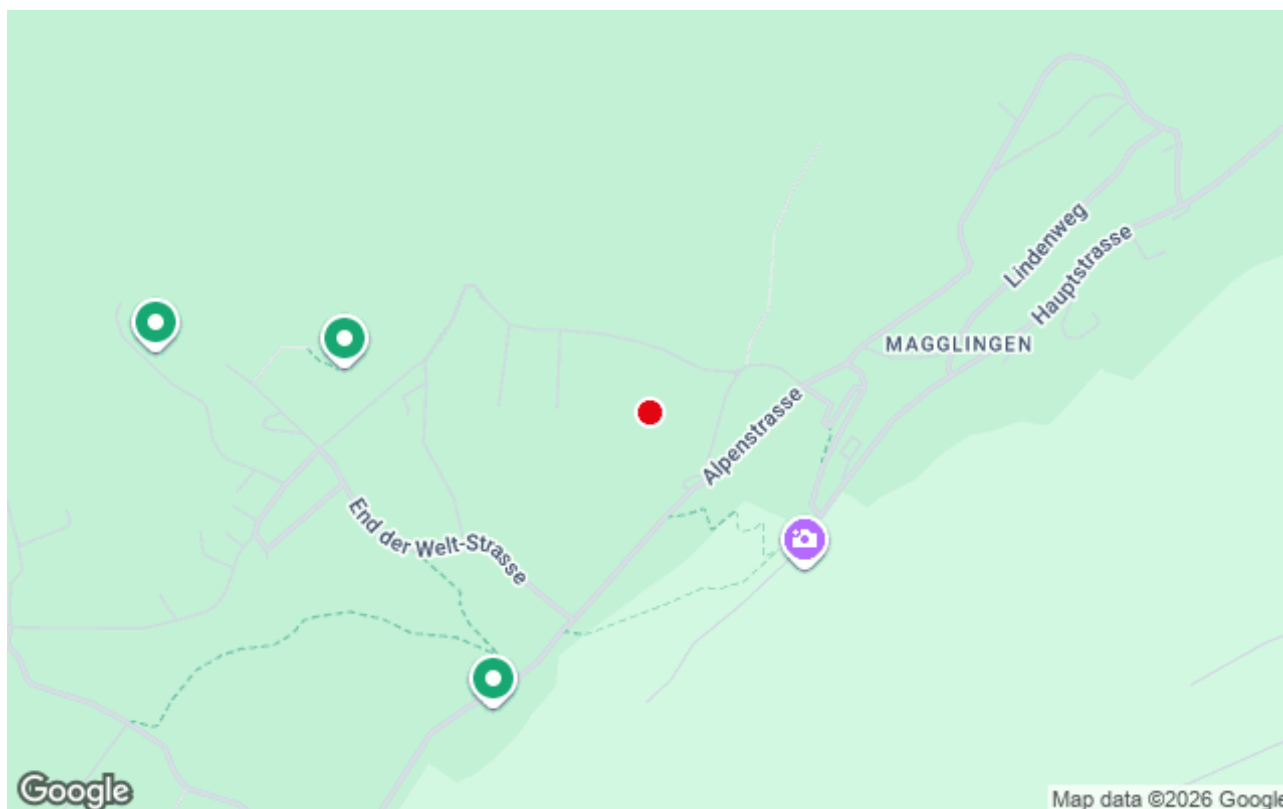 Lindenweg
Hauptstrasse
MAGGLINGEN
Alpenstrasse
End der Welt-Strasse
Google
Map data ©2026 Google